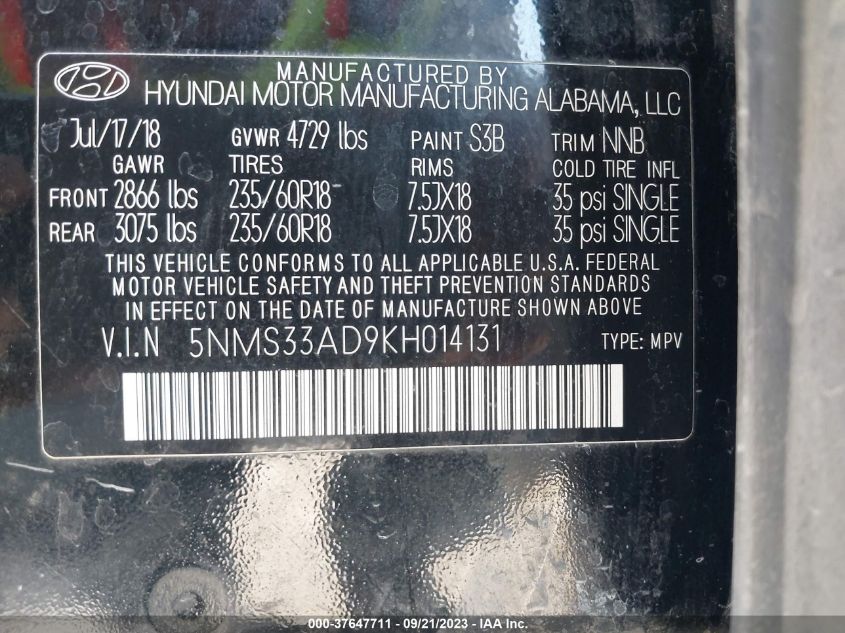 MANUFACTURED BY
HYUNDAI MOTOR MANUFACTURING ALABAMA, LLC
Jul/17/18 GVWR 4729 lbs PAINT S3B TRIM NNB
GAWR TIRES RIMS COLD TIRE INFL
FRONT 2866 lbs 235/60R18 7.5JX18 35 psi SINGLE
REAR 3075 lbs 235/60R18 7.5JX18 35 psi SINGLE
THIS VEHICLE CONFORMS TO ALL APPLICABLE U.S.A. FEDERAL
MOTOR VEHICLE SAFETY AND THEFT PREVENTION STANDARDS
IN EFFECT ON THE DATE OF MANUFACTURE SHOWN ABOVE
V.I.N 5NMS33AD9KH014131 TYPE: MPV
000-37647711 - 09/21/2023 - IAA Inc.